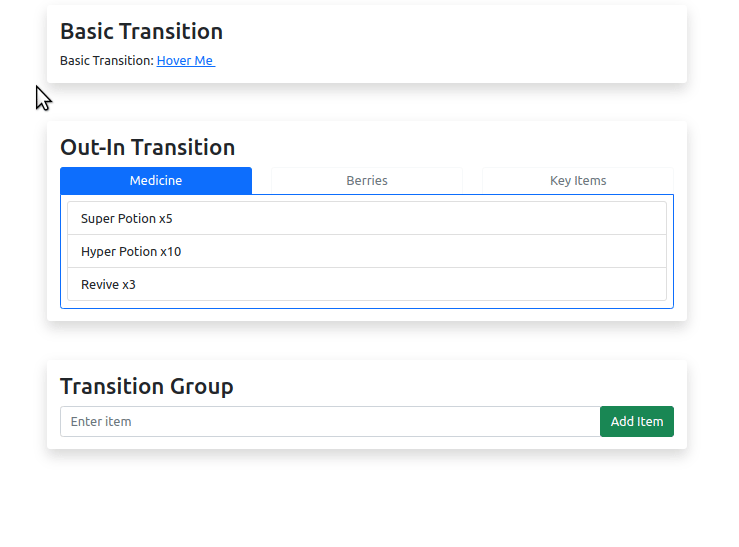 Basic Transition
Basic Transition: Hover Me
Out-In Transition
Medicine Berries Key Items
Super Potion x5
Hyper Potion x10
Revive x3
Transition Group
Enter item Add Item